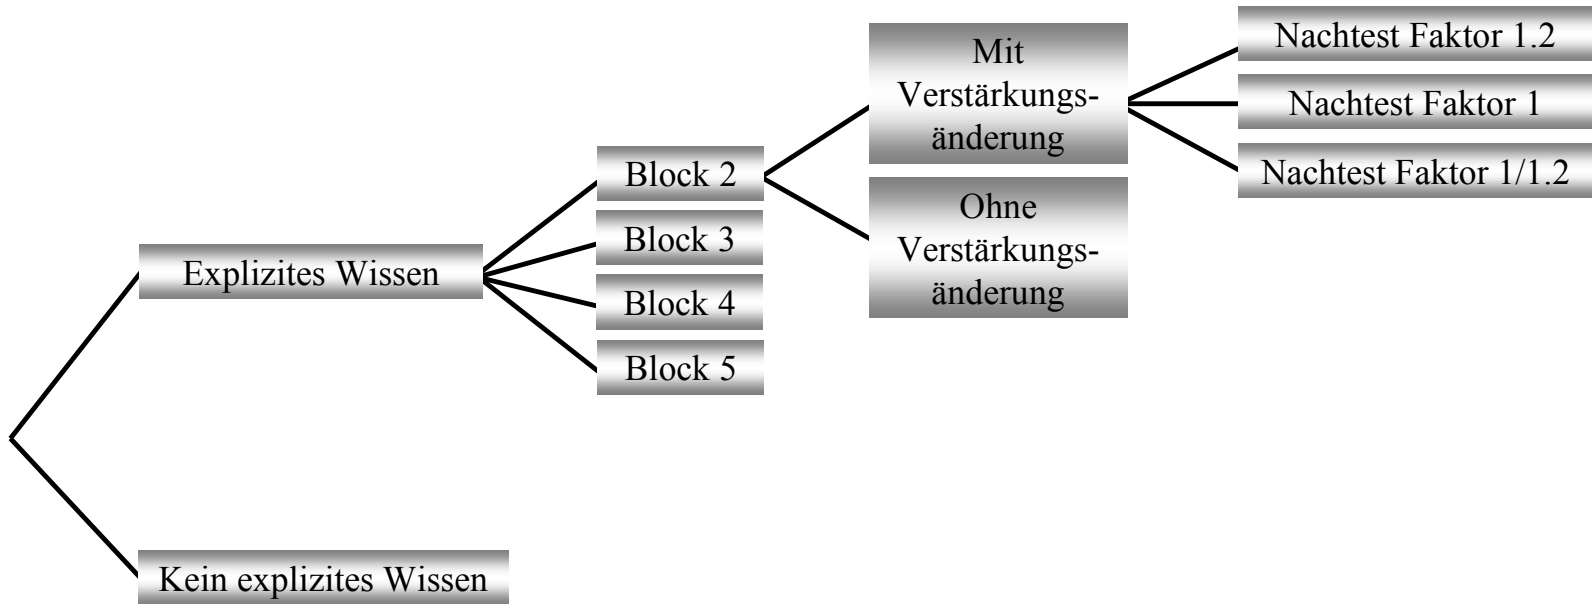 Explizites Wissen
Kein explizites Wissen
Block 2
Block 3
Block 4
Block 5
Mit
Verstärkungs-
änderung
Ohne
Verstärkungs-
änderung
Nachtest Faktor 1.2
Nachtest Faktor 1
Nachtest Faktor 1/1.2